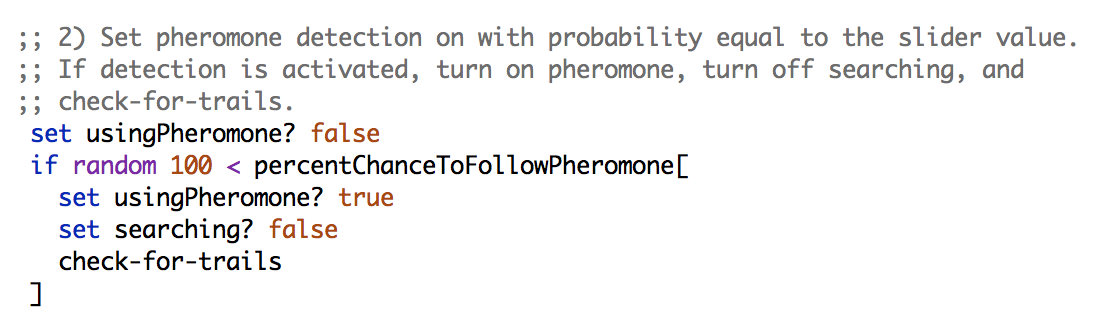 ;; 2) Set pheromone detection on with probability equal to the slider value.
;; If detection is activated, turn on pheromone, turn off searching, and
;; check-for-trails.
set usingPheromone? false
if random 100 < percentChanceToFollowPheromone[
set usingPheromone? true
set searching? false
check-for-trails
]